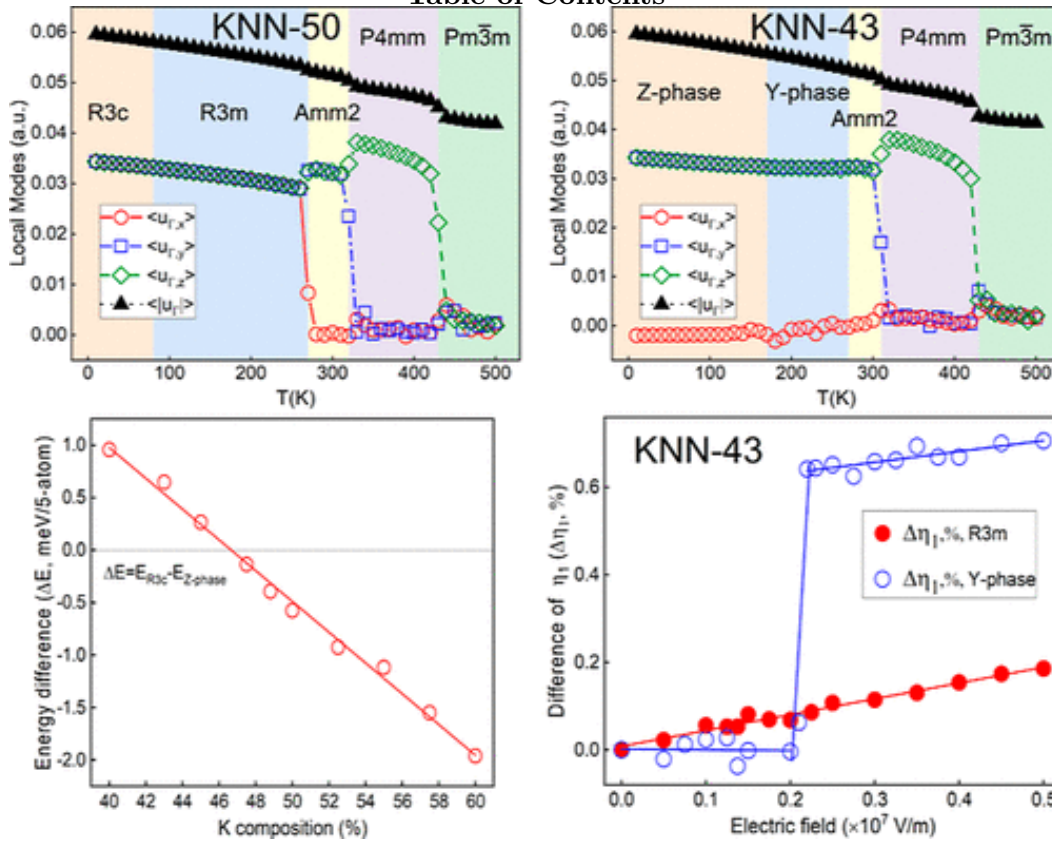 Table of Contents
KNN-50
P4mm
Pm3̅m
R3c
R3m
Amm2
Local Modes (a.u.)
0.06
0.05
0.04
0.03
0.02
0.01
0.00
<u_Γ,x>
<u_Γ,y>
<u_Γ,z>
<|u_Γ|>
0 100 200 300 400 500
T(K)
KNN-43
P4mm
Pm3̅m
Z-phase
Y-phase
Amm2
Local Modes (a.u.)
0.06
0.05
0.04
0.03
0.02
0.01
0.00
<u_Γ,x>
<u_Γ,y>
<u_Γ,z>
<|u_Γ|>
0 100 200 300 400 500
T(K)
Energy difference (ΔE, meV/5-atom)
1.0
0.5
0.0
-0.5
-1.0
-1.5
-2.0
ΔE=E_R3c-E_Z-phase
40 42 44 46 48 50 52 54 56 58 60
K composition (%)
KNN-43
Difference of η₁ (Δη₁, %)
0.6
0.4
0.2
0.0
Δη₁,%, R3m
Δη₁,%, Y-phase
0.0 0.1 0.2 0.3 0.4 0.5
Electric field (×10⁷ V/m)